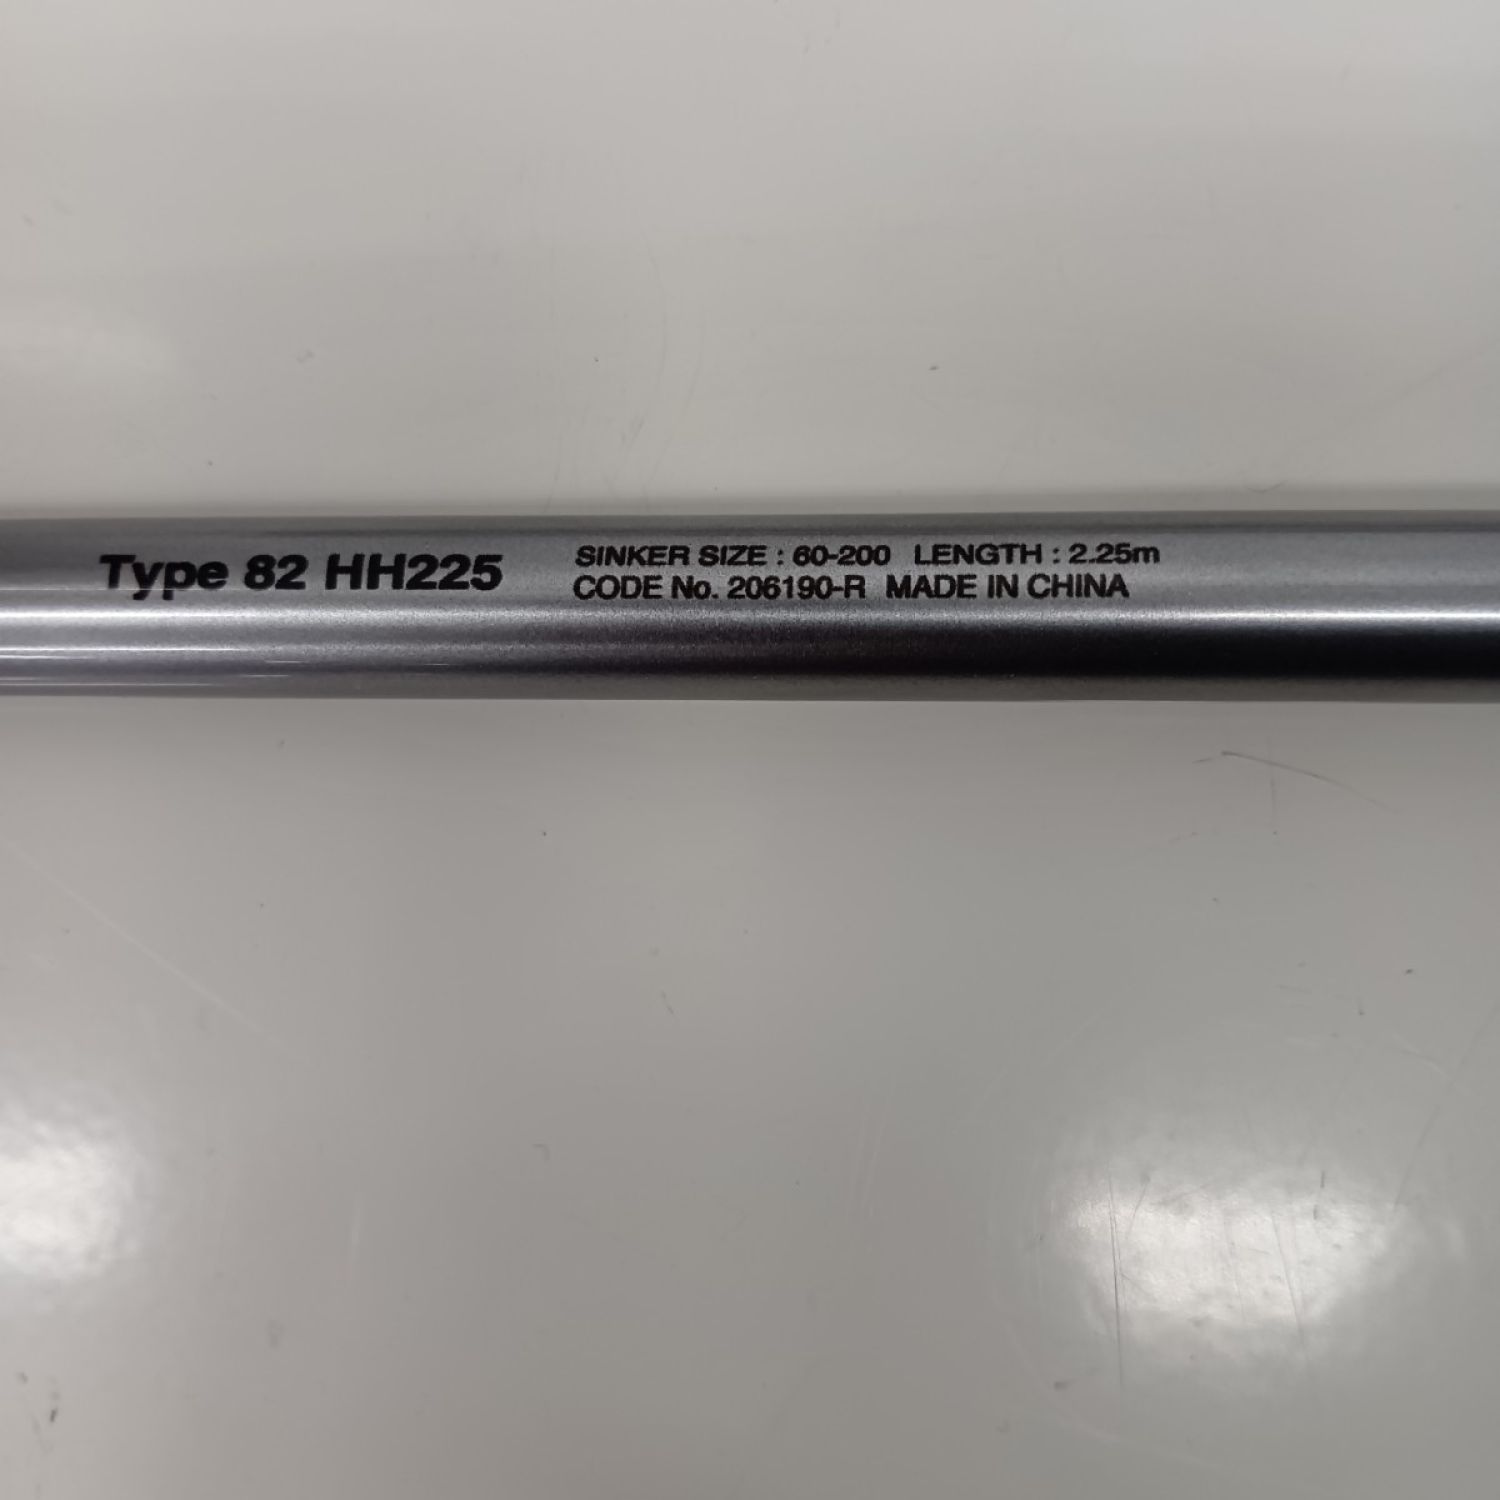 Type 82 HH225
SINKER SIZE : 60-200 LENGTH : 2.25m
CODE No. 206190-R MADE IN CHINA